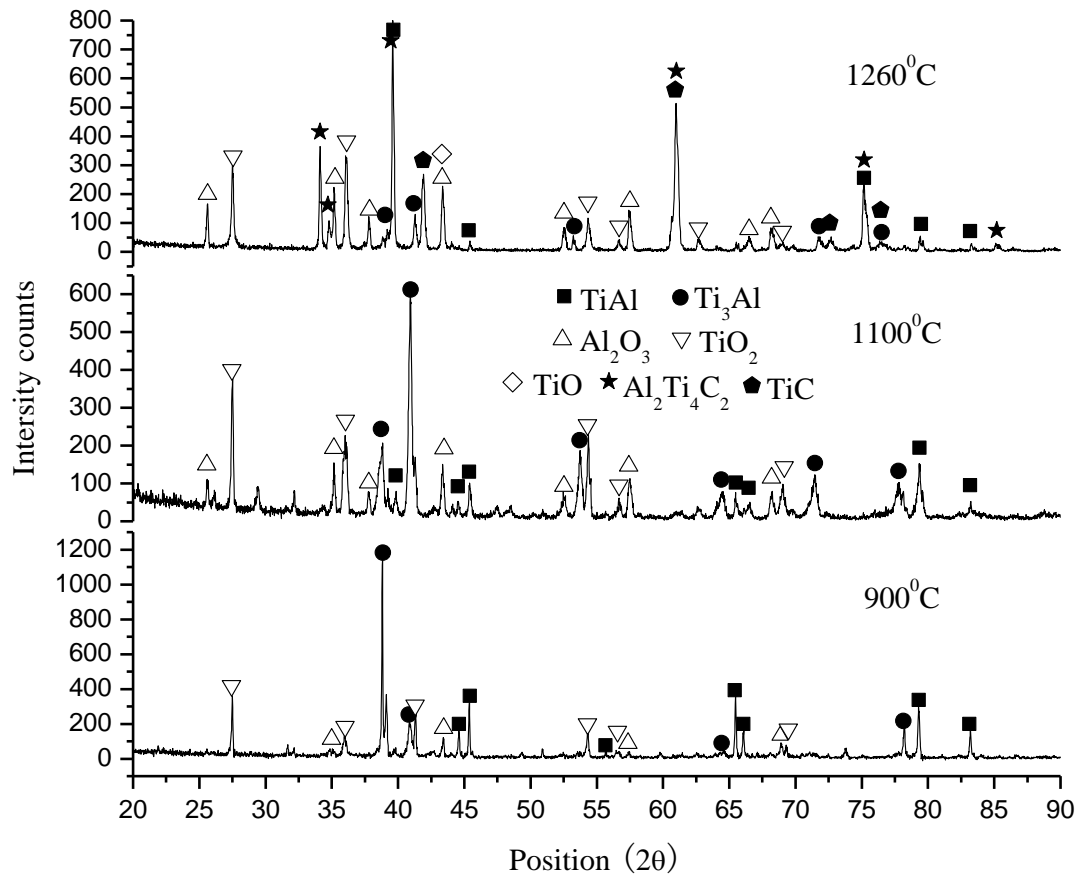 800
700
600
500
400
300
200
100
0
1260⁰C
Intersity counts
600
500
400
300
200
100
0
TiAl Ti₃Al
Al₂O₃ TiO₂
TiO Al₂Ti₄C₂ TiC
1100⁰C
1200
1000
800
600
400
200
0
900⁰C
20 25 30 35 40 45 50 55 60 65 70 75 80 85 90
Position（2θ）